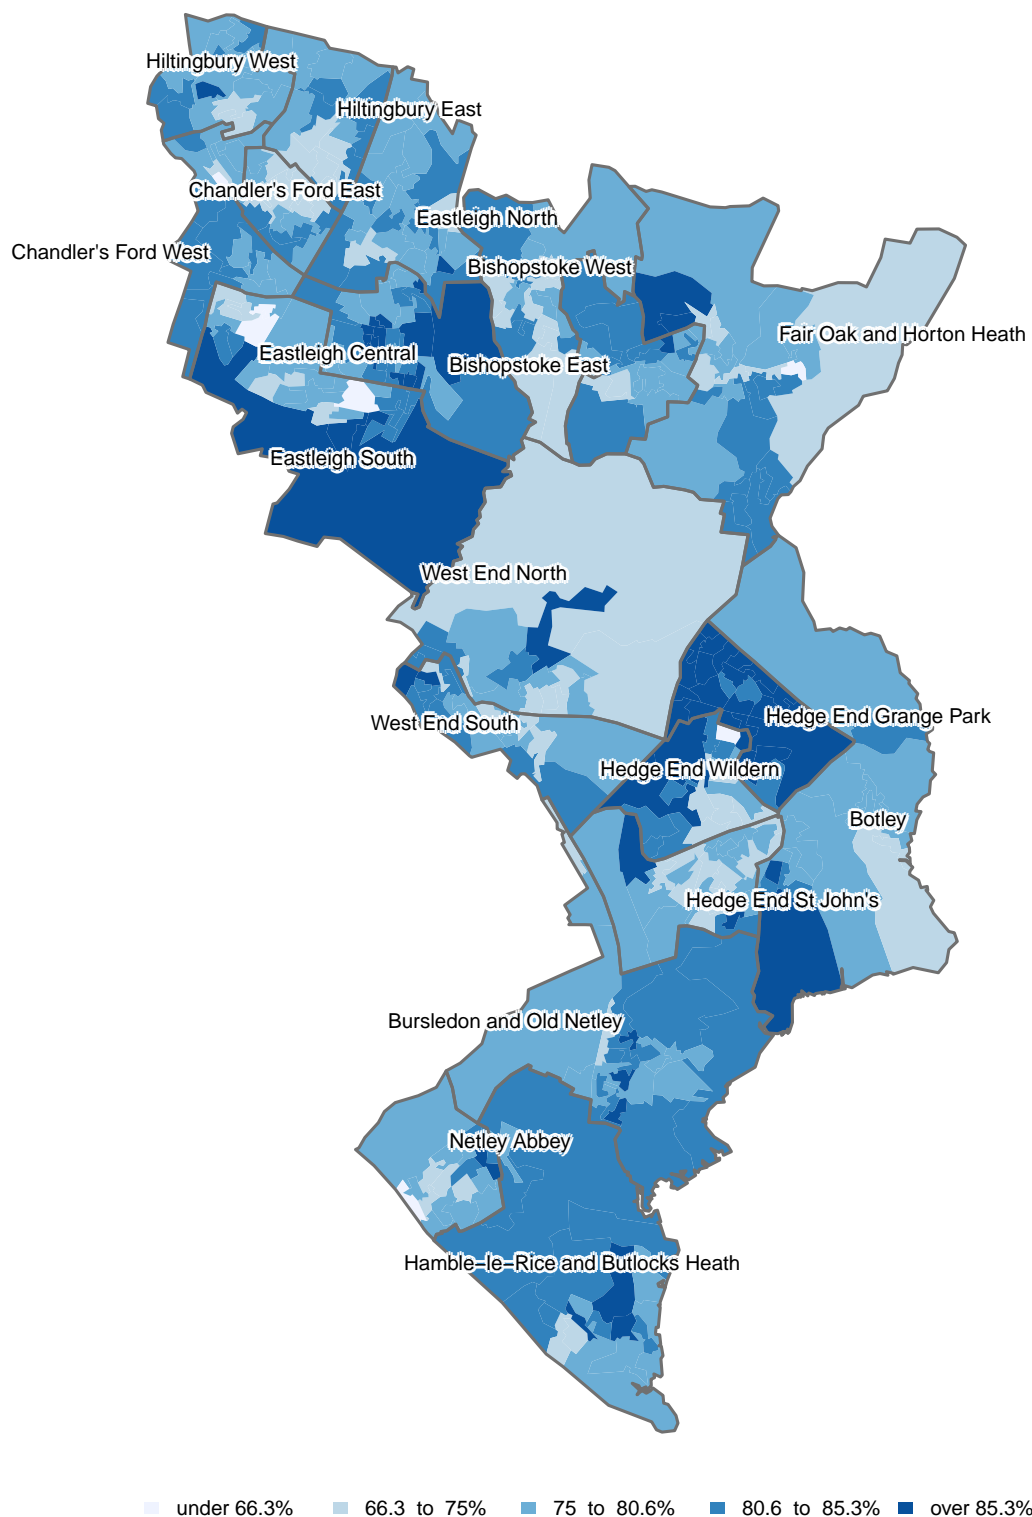 Hiltingbury West
Hiltingbury East
Chandler's Ford East
Eastleigh North
Chandler's Ford West
Bishopstoke West
Fair Oak and Horton Heath
Eastleigh Central
Bishopstoke East
Eastleigh South
West End North
Hedge End Grange Park
West End South
Hedge End Wildern
Botley
Hedge End St John's
Bursledon and Old Netley
Netley Abbey
Hamble−le−Rice and Butlocks Heath
under 66.3% 66.3 to 75% 75 to 80.6% 80.6 to 85.3% over 85.3%